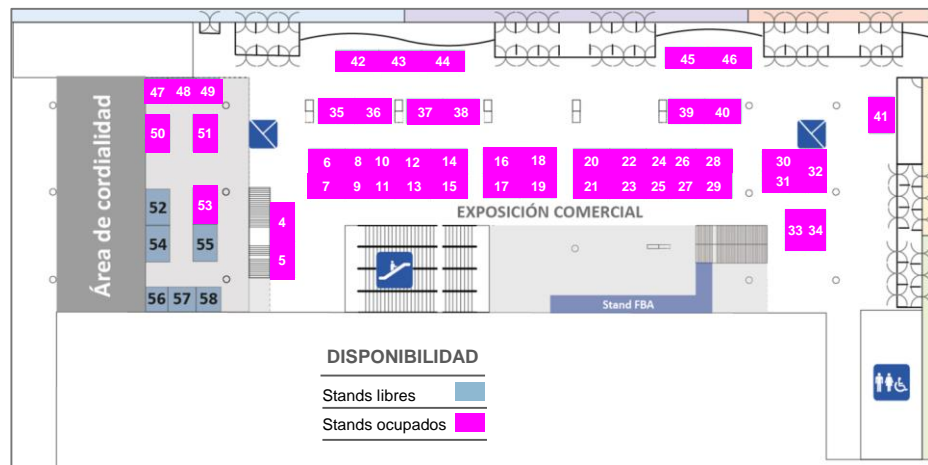 42 43 44
45 46
47 48 49
35 36
37 38
39 40
41
50
51
6 8 10 12 14
7 9 11 13 15
16 18
17 19
20 22 24 26 28
21 23 25 27 29
30
31
32
52
53
4
5
EXPOSICIÓN COMERCIAL
33 34
54
55
Área de cordialidad
56 57 58
Stand FBA
DISPONIBILIDAD
Stands libres
Stands ocupados